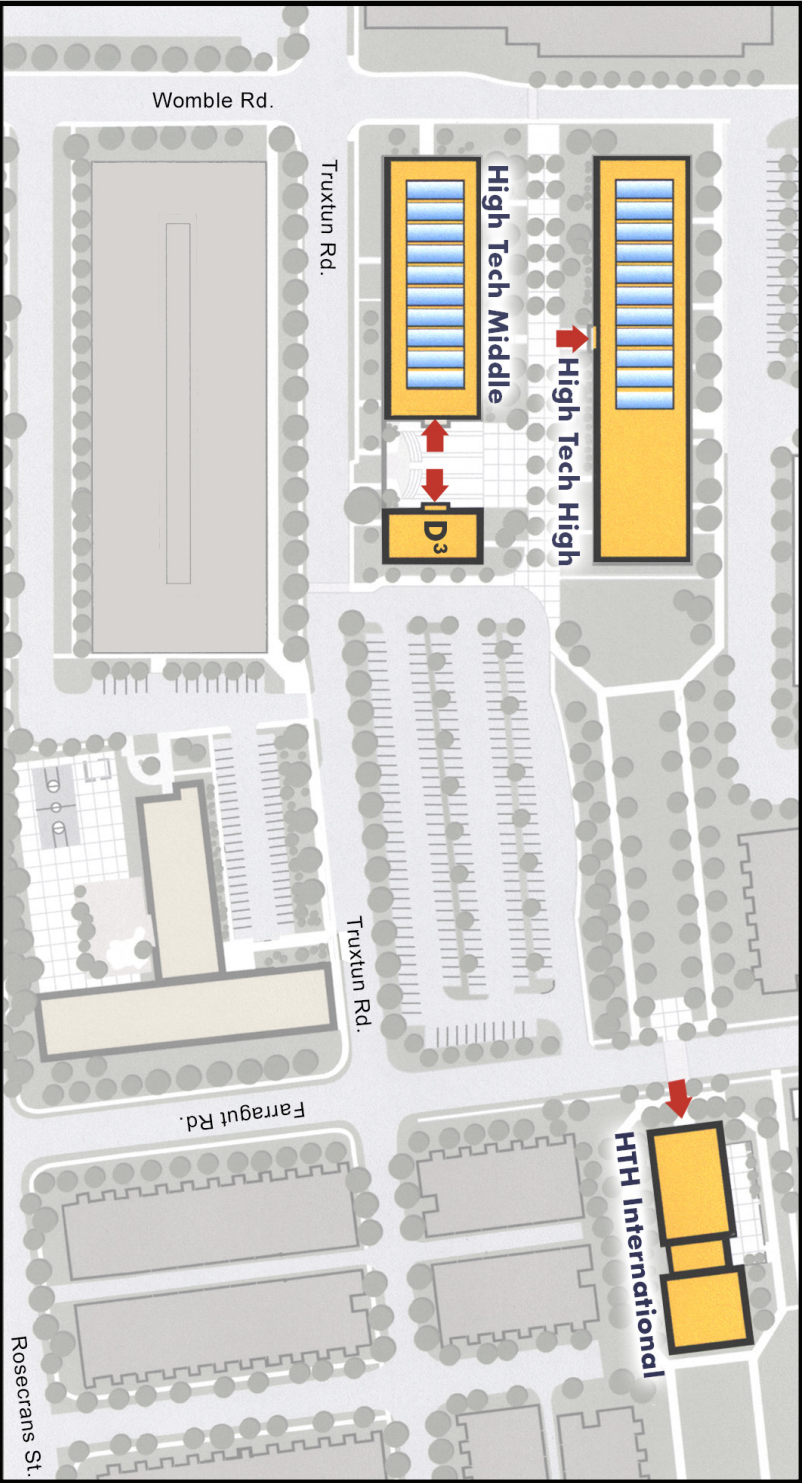 Womble Rd.
Truxtun Rd.
High Tech Middle
High Tech High
D³
Truxtun Rd.
Farragut Rd.
HTH International
Rosecrans St.